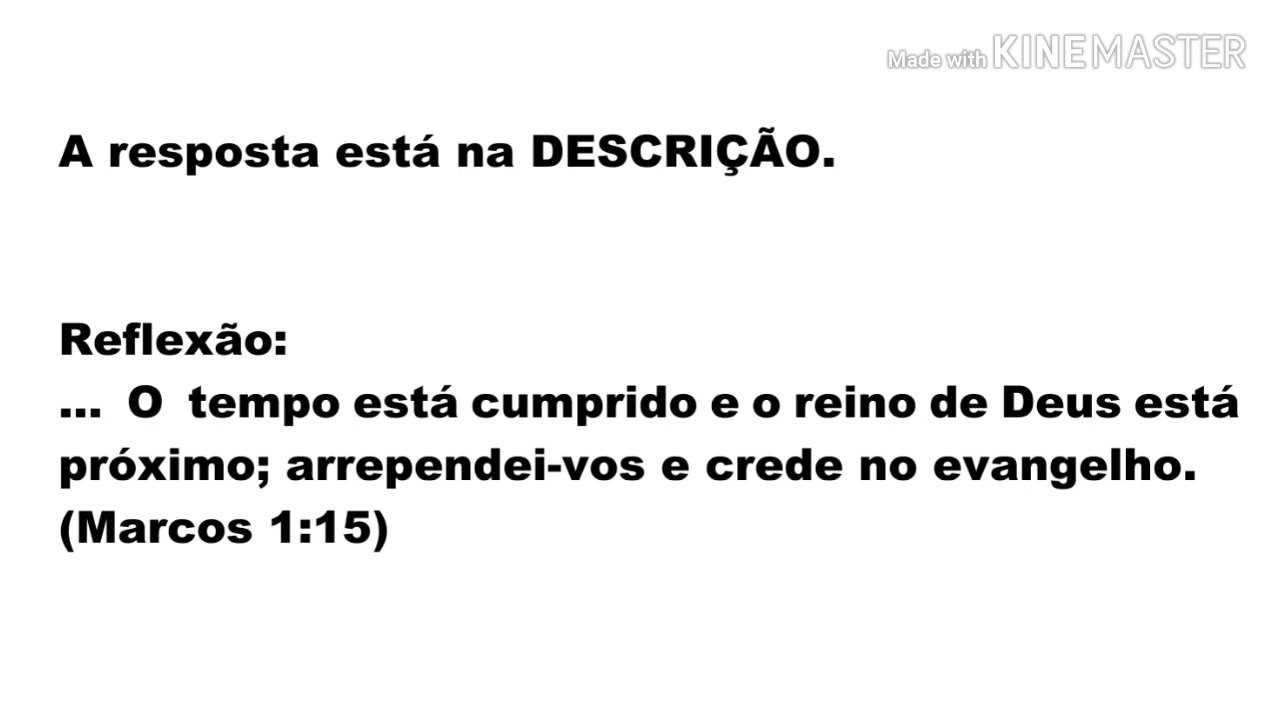 Made with KINEMASTER
A resposta está na DESCRIÇÃO.
Reflexão:
... O tempo está cumprido e o reino de Deus está
próximo; arrependei-vos e crede no evangelho.
(Marcos 1:15)